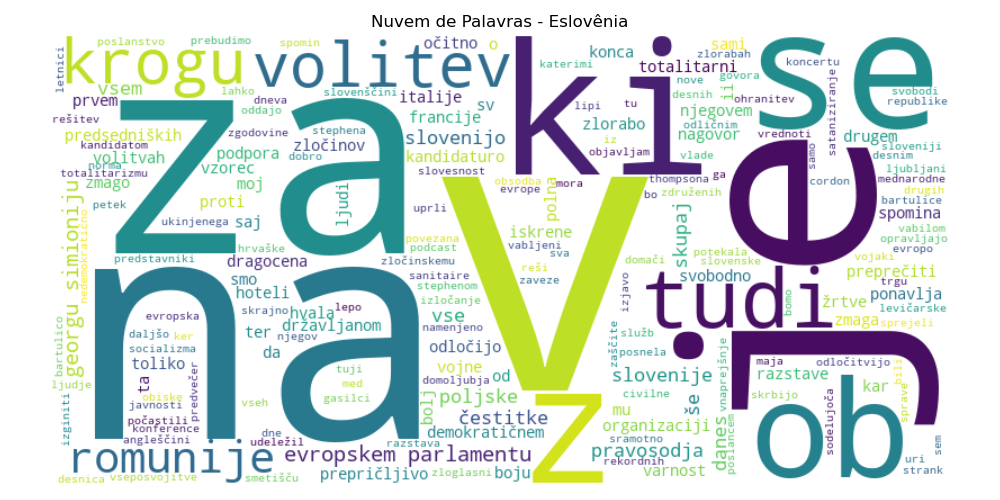 Nuvem de Palavras - Eslovênia
letnici
poslanstvo
prebudimo
spomin
očitno
o
ki
konca
sami
zlorabah
se
koncertu
krogu
volitev
katerimi
totalitarni
govora
svobodi
republike
vsem
lahko
slovenščini
italije
sv
nove
desnih
ii
ohranitev
rešitev
prvem
oddajo
dneva
francije
lipi
tu
zlorabo
odličnim
njegovem
sataniziranje
predsedniških
za
zgodovine
stephena
slovenijo
objavljam
nagovor
vrednoti
drugem
kandidatom
volitvah
podpora
zločinov
dobro
kandidaturo
iz
vlade
samo
sloveniji
desnim
norma
zmago
vzorec
slovesnost
v
thompsona
ga
e
cordon
ljubljani
totalitarizmu
moj
ljudi
obsodba
evrope
mora
bo
združenih
mednarodne
drugih
petek
proti
polna
bartulice
georgu simioniju
nedemokratično
ukinjenega
saj
uprli
iskrene
skupaj
spomina
vabilom
opravljajo
predstavniki
hrvaške
povezana
podcast
vabljeni
potekala
evropo
dragocena
zločinskemu
sva
domači
slovenske
vojaki
na
smo
sanitaire
reši
svobodno
preprečiti
hoteli
skrajno
stephenom
zaveze
tudi
bomo
žrtve
trgu
ponavlja
evropska
hvala
lepo
izločanje
izjavo
levičarske
bartulico
daljšo
ker
ter
državljanom
vse
namenjeno
služb
zmaga
sprejeli
socializma
njegov
da
odločijo
zaščite
posnela
in
toliko
tuji
vojne
od
slovenije
maja
odločitvijo
ljudje
ta
predvečer
med
domoljubja
civilne
vnaprejšnje
razstave
bili
obiske
gasilci
bolj
poljske
še
skrbijo
kar
sprave
izginiti
javnosti
vseh
čestitke
z
mu
ob
počastili
konference
dne
demokratičnem
organizaciji
danes
sodelujoča
angleščini
udeležil
razstava
sramotno
pravosodja
poslancem
sem
romunije
evropskem parlamentu
boju
rekordnih
uri
desnica
vseposvojitve
smetišču
prepričljivo
zloglasni
varnost
strank